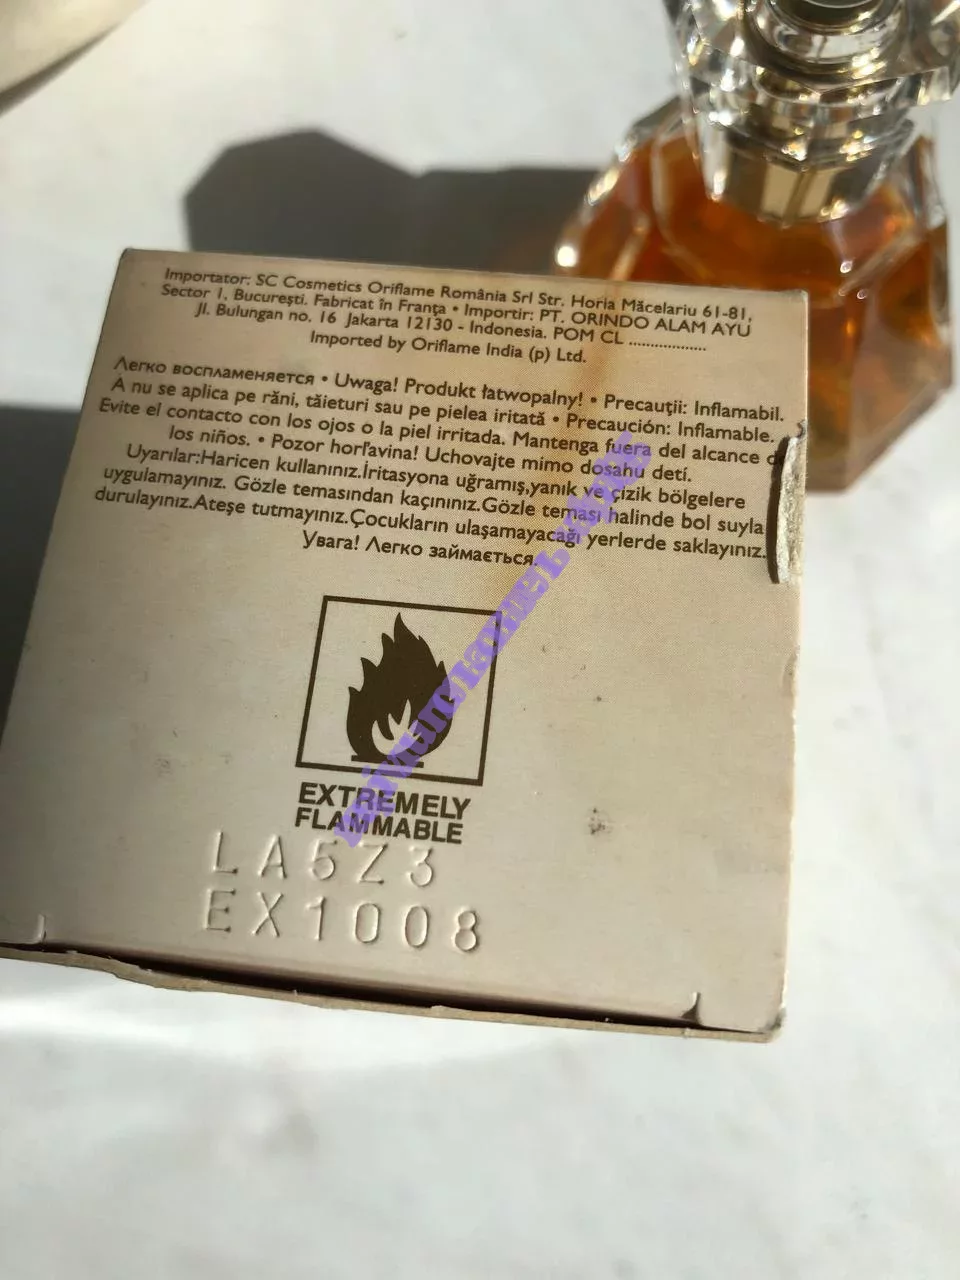 Importator: SC Cosmetics Oriflame România Srl Str. Horia Măcelariu 61-81,
Sector 1, Bucureşti. Fabricat în Franţa • Importir: PT. ORINDO ALAM AYU
Jl. Bulungan no. 16 Jakarta 12130 - Indonesia. POM CL ..................
Imported by Oriflame India (p) Ltd.
Легко воспламеняется • Uwaga! Produkt łatwopalny! • Precauţii: Inflamabil.
A nu se aplica pe răni, tăieturi sau pe pielea iritată • Precaución: Inflamable.
Evite el contacto con los ojos o la piel irritada. Mantenga fuera del alcance
los niños. • Pozor horľavina! Uchovajte mimo dosahu detí.
Uyarılar:Haricen kullanınız.İritasyona uğramış,yanık ve çizik bölgelere
uygulamayınız. Gözle temasından kaçınınız.Gözle teması halinde bol suyla
durulayınız.Ateşe tutmayınız.Çocukların ulaşamayacağı yerlerde saklayınız.
Увага! Легко займається.
EXTREMELY
FLAMMABLE
LA5Z3
EX1008